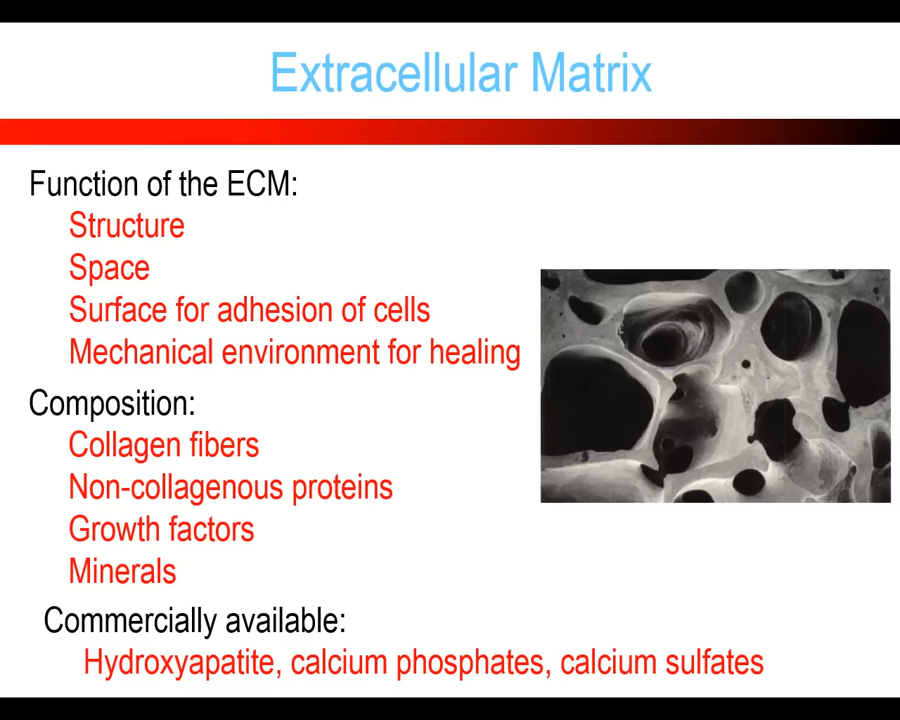 Extracellular Matrix
Function of the ECM:
Structure
Space
Surface for adhesion of cells
Mechanical environment for healing
Composition:
Collagen fibers
Non-collagenous proteins
Growth factors
Minerals
Commercially available:
Hydroxyapatite, calcium phosphates, calcium sulfates